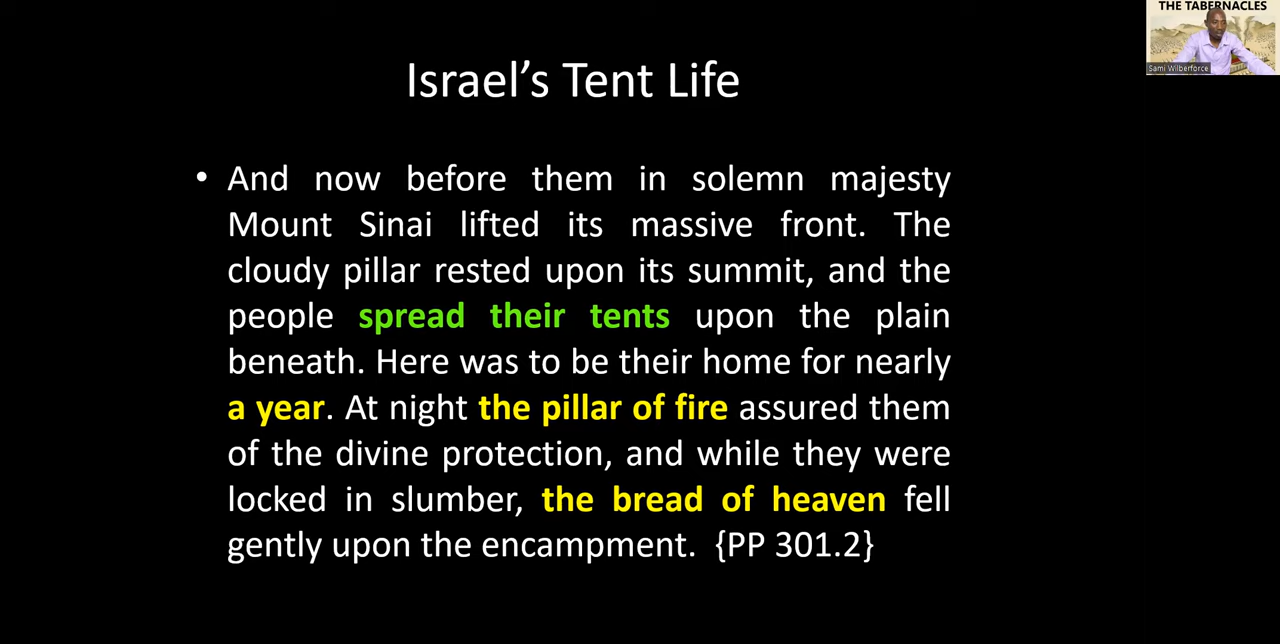 THE TABERNACLES
Sami Wilberforce
Israel’s Tent Life
• And now before them in solemn majesty
Mount Sinai lifted its massive front. The
cloudy pillar rested upon its summit, and the
people spread their tents upon the plain
beneath. Here was to be their home for nearly
a year. At night the pillar of fire assured them
of the divine protection, and while they were
locked in slumber, the bread of heaven fell
gently upon the encampment. {PP 301.2}